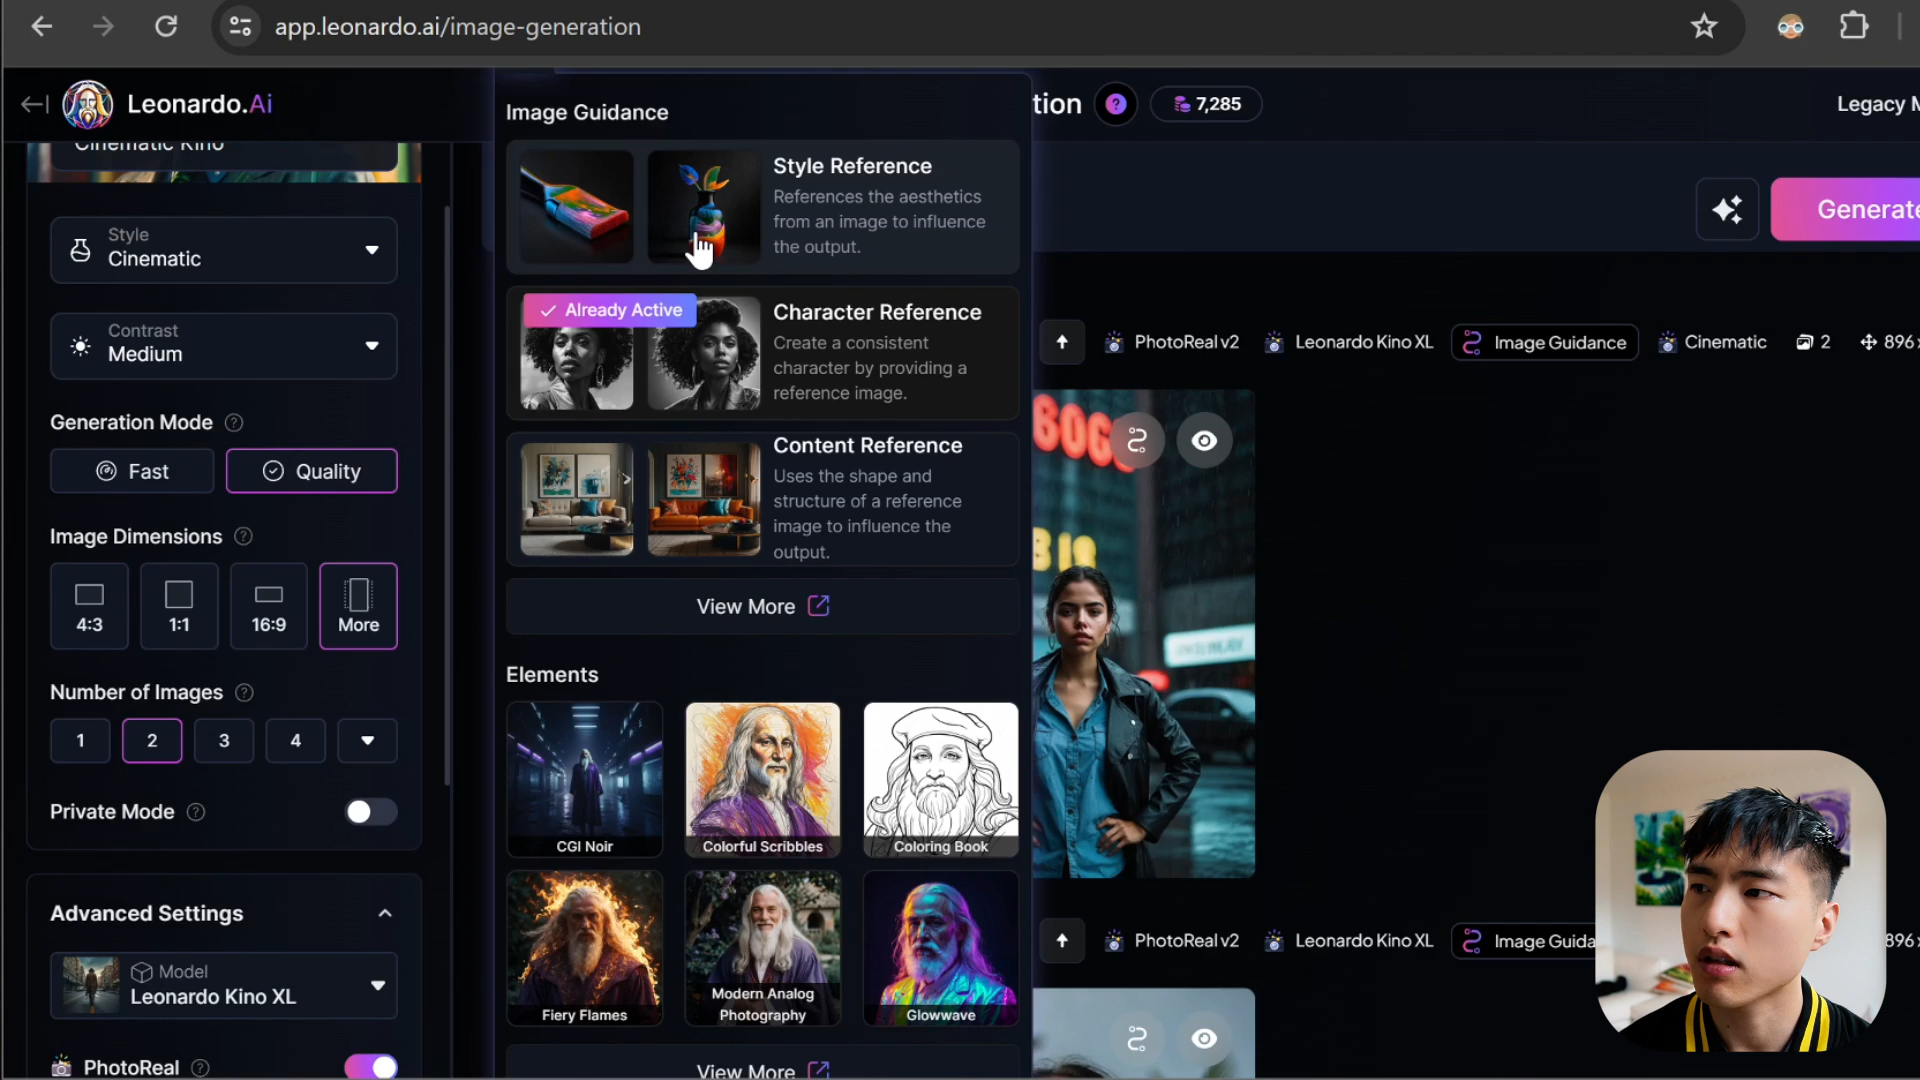 app.leonardo.ai/image-generation
Leonardo.Ai
Cinematic Kino
Style
Cinematic
Contrast
Medium
Generation Mode
Fast
Quality
Image Dimensions
4:3
1:1
16:9
More
Number of Images
1
2
3
4
Private Mode
Advanced Settings
Model
Leonardo Kino XL
PhotoReal
Image Guidance
Style Reference
References the aesthetics
from an image to influence
the output.
Already Active
Character Reference
Create a consistent
character by providing a
reference image.
Content Reference
Uses the shape and
structure of a reference
image to influence the
output.
View More
Elements
CGI Noir
Colorful Scribbles
Coloring Book
Fiery Flames
Modern Analog
Photography
Glowwave
View More
tion
7,285
Legacy M
Generate
PhotoReal v2
Leonardo Kino XL
Image Guidance
Cinematic
2
896
PhotoReal v2
Leonardo Kino XL
Image Guida
896